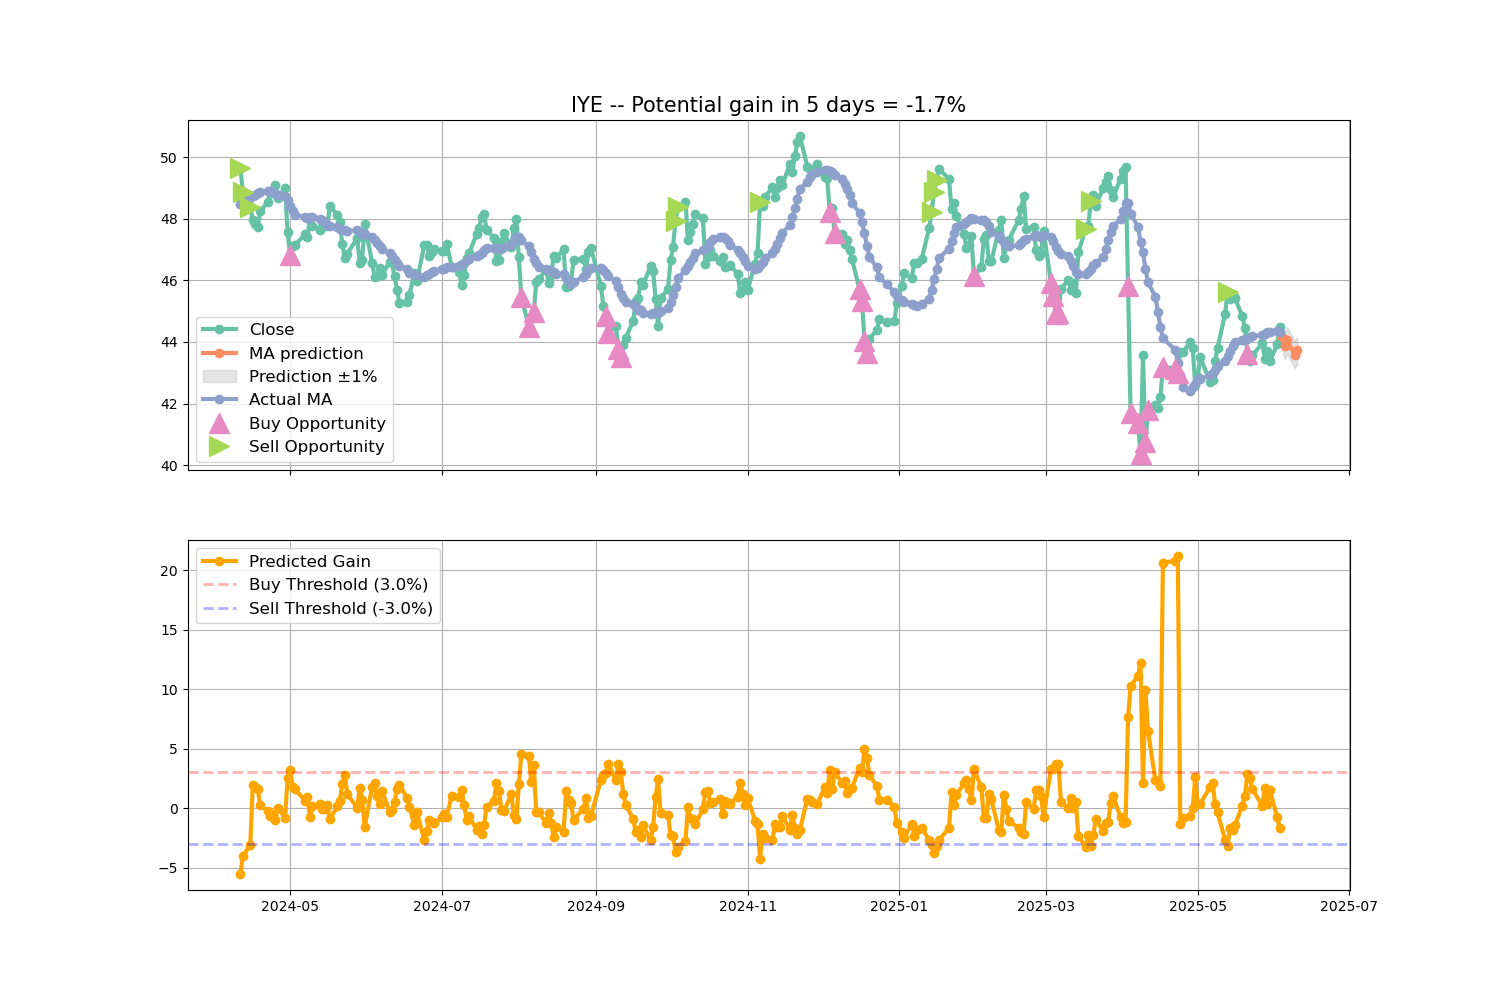 IYE -- Potential gain in 5 days = -1.7%
50
48
46
44
42
40
Close
MA prediction
Prediction ±1%
Actual MA
Buy Opportunity
Sell Opportunity
20
15
10
5
0
−5
Predicted Gain
Buy Threshold (3.0%)
Sell Threshold (-3.0%)
2024-05
2024-07
2024-09
2024-11
2025-01
2025-03
2025-05
2025-07